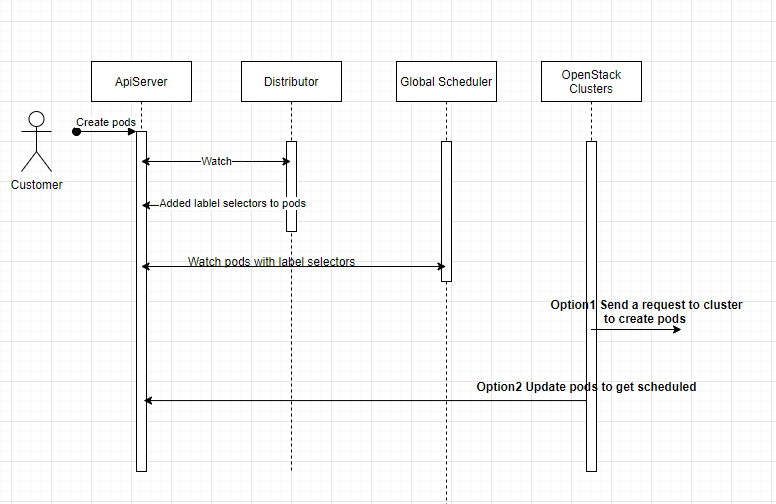 ApiServer
Distributor
Global Scheduler
OpenStack
Clusters
Create pods
Customer
Watch
Added lablel selectors to pods
Watch pods with label selectors
Option1 Send a request to cluster
to create pods
Option2 Update pods to get scheduled